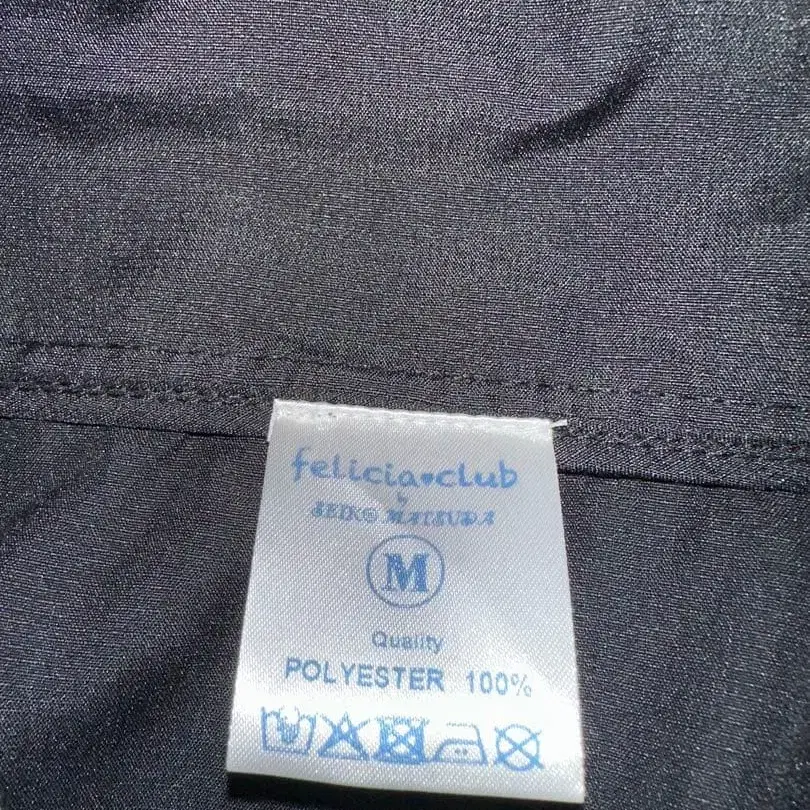 felicia♥club
by
SEIKO MATSUDA
M
Quality
POLYESTER 100%